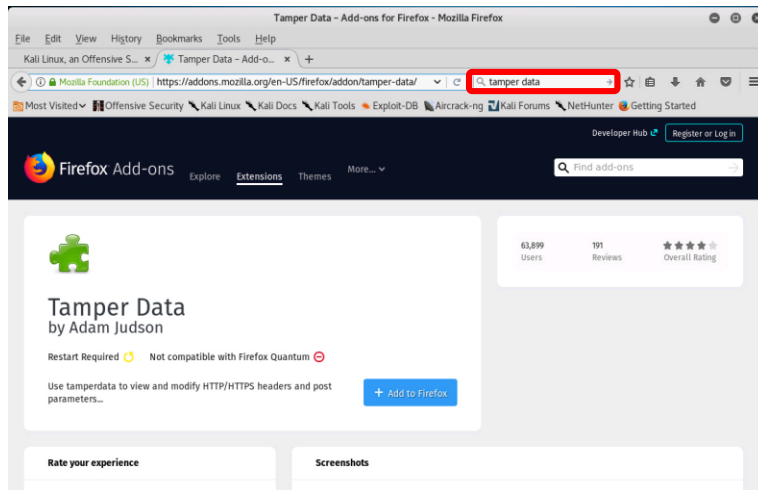 Tamper Data – Add-ons for Firefox - Mozilla Firefox
File Edit View History Bookmarks Tools Help
Kali Linux, an Offensive S... × Tamper Data – Add-o... × +
Mozilla Foundation (US) https://addons.mozilla.org/en-US/firefox/addon/tamper-data/ tamper data
Most Visited Offensive Security Kali Linux Kali Docs Kali Tools Exploit-DB Aircrack-ng Kali Forums NetHunter Getting Started
Developer Hub Register or Log in
Firefox Add-ons Explore Extensions Themes More... Find add-ons
63,899 191
Users Reviews Overall Rating
Tamper Data
by Adam Judson
Restart Required Not compatible with Firefox Quantum
Use tamperdata to view and modify HTTP/HTTPS headers and post
parameters...
+ Add to Firefox
Rate your experience Screenshots